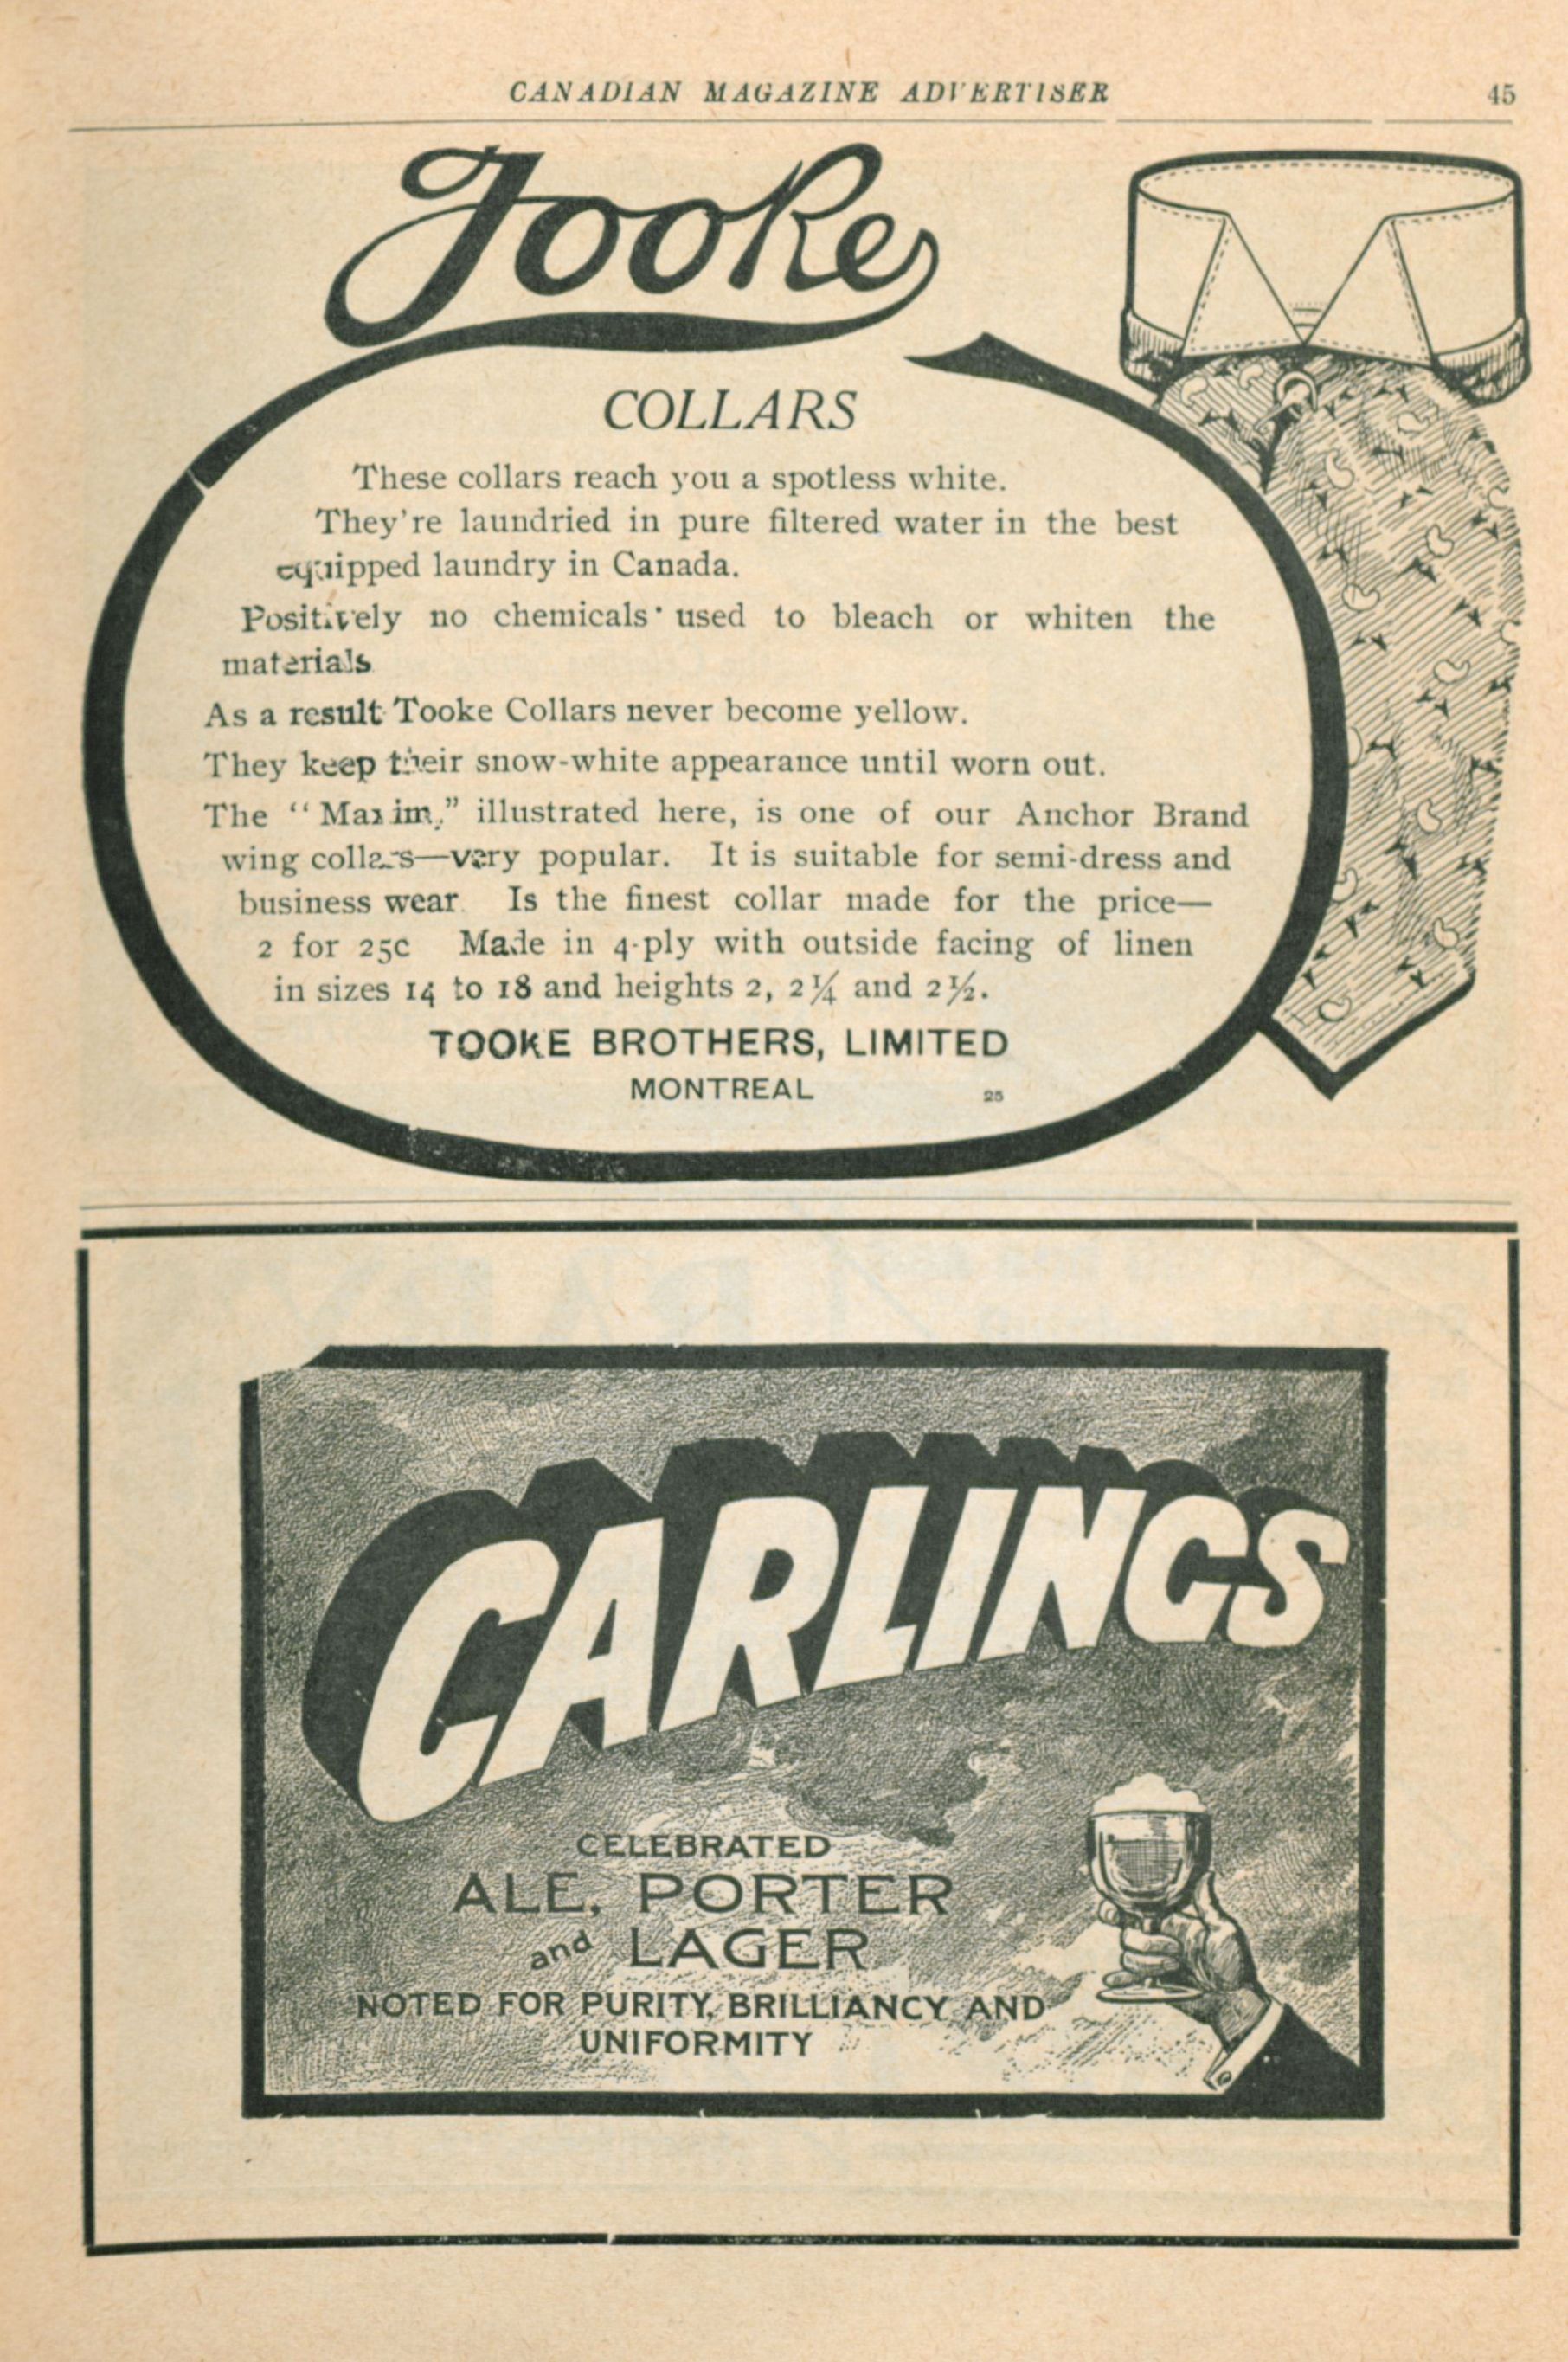 CANADIAN MAGAZINE ADVERTISER 45
Tooke
COLLARS
These collars reach you a spotless white.
They're laundried in pure filtered water in the best
equipped laundry in Canada.
Positively no chemicals used to bleach or whiten the
materials
As a result Tooke Collars never become yellow.
They keep their snow-white appearance until worn out.
The "Maxim," illustrated here, is one of our Anchor Brand
wing collars—very popular. It is suitable for semi-dress and
business wear. Is the finest collar made for the price—
2 for 25c Made in 4-ply with outside facing of linen
in sizes 14 to 18 and heights 2, 2¼ and 2½.
TOOKE BROTHERS, LIMITED
MONTREAL 25
CARLINGS
CELEBRATED
ALE, PORTER
and LAGER
NOTED FOR PURITY, BRILLIANCY AND
UNIFORMITY